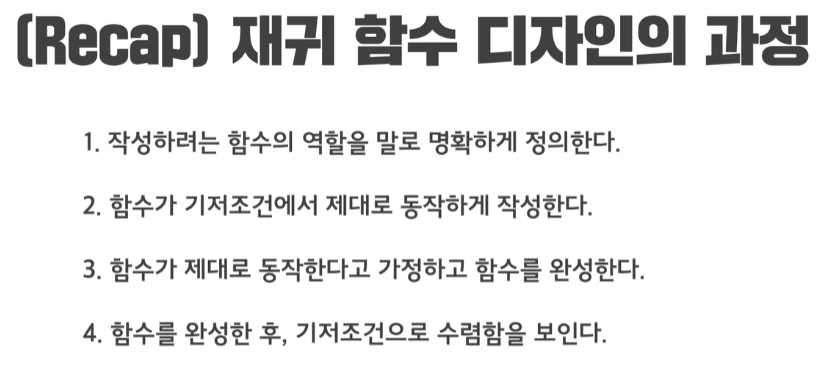 (Recap) 재귀 함수 디자인의 과정
1. 작성하려는 함수의 역할을 말로 명확하게 정의한다.
2. 함수가 기저조건에서 제대로 동작하게 작성한다.
3. 함수가 제대로 동작한다고 가정하고 함수를 완성한다.
4. 함수를 완성한 후, 기저조건으로 수렴함을 보인다.